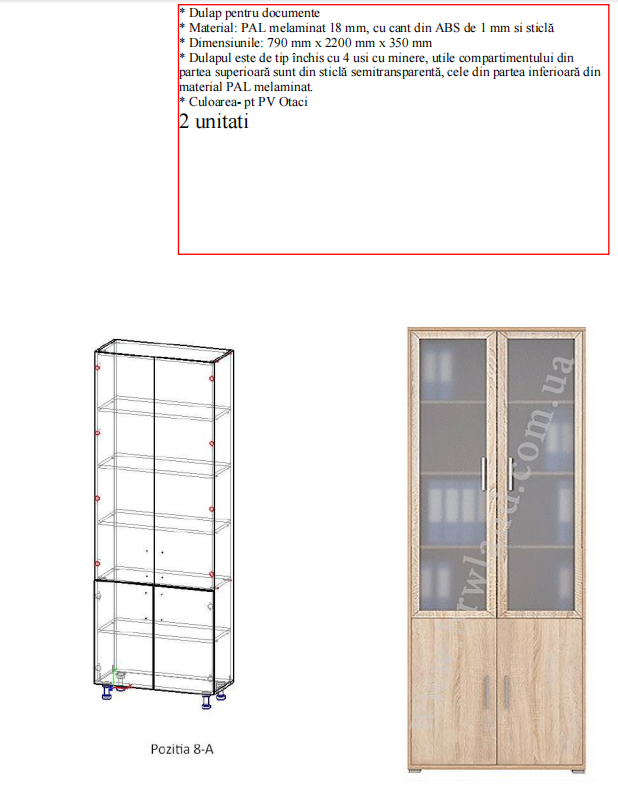 * Dulap pentru documente
* Material: PAL melaminat 18 mm, cu cant din ABS de 1 mm si sticlă
* Dimensiunile: 790 mm x 2200 mm x 350 mm
* Dulapul este de tip închis cu 4 usi cu minere, utile compartimentului din
partea superioară sunt din sticlă semitransparentă, cele din partea inferioară din
material PAL melaminat.
* Culoarea- pt PV Otaci
2 unitati
Pozitia 8-A